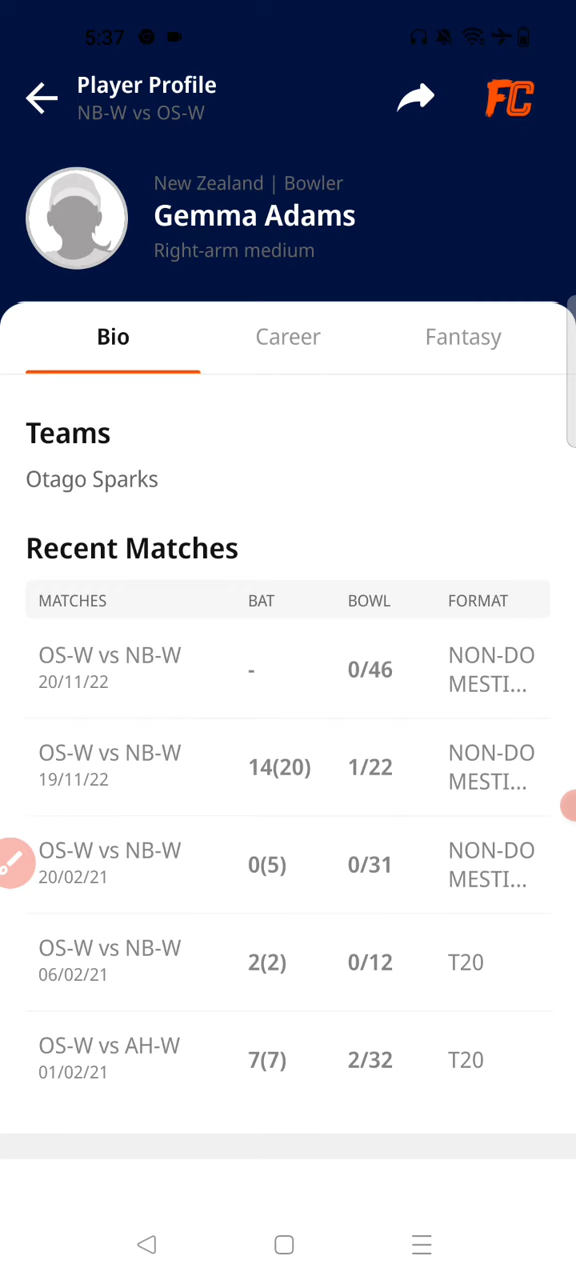 5:37
Player Profile
NB-W vs OS-W
FC
New Zealand | Bowler
Gemma Adams
Right-arm medium
Bio Career Fantasy
Teams
Otago Sparks
Recent Matches
MATCHES BAT BOWL FORMAT
OS-W vs NB-W - 0/46 NON-DO
20/11/22 MESTI...
OS-W vs NB-W 14(20) 1/22 NON-DO
19/11/22 MESTI...
OS-W vs NB-W 0(5) 0/31 NON-DO
20/02/21 MESTI...
OS-W vs NB-W 2(2) 0/12 T20
06/02/21
OS-W vs AH-W 7(7) 2/32 T20
01/02/21